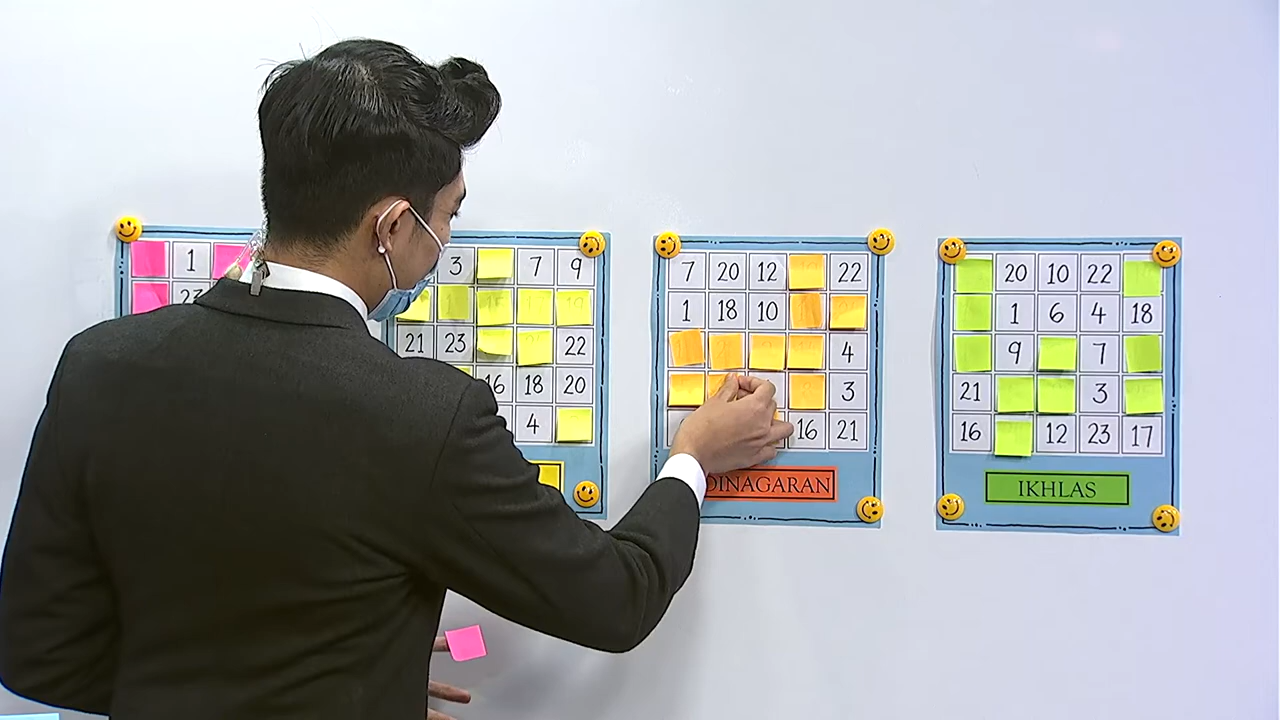 1
23
3 7 9
21 23 22
16 18 20
4
7 20 12 22
1 18 10
4
3
16 21
DINAGARAN
20 10 22
1 6 4 18
9 7
21 3
16 12 23 17
IKHLAS